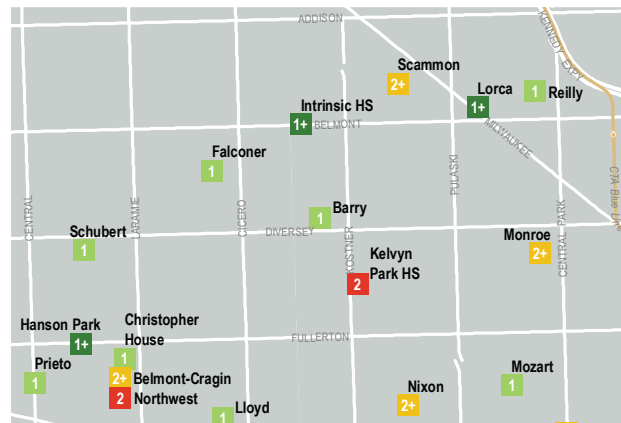 ADDISON
KENNEDY EXPY
Scammon
2+
Lorca
1+
1
Reilly
Intrinsic HS
1+
BELMONT
MILWAUKEE
Falconer
1
PULASKI
CTA Blue Line
CENTRAL
LARAMIE
CICERO
Barry
1
DIVERSEY
KOSTNER
CENTRAL PARK
Schubert
1
Monroe
2+
Kelvyn
Park HS
2
Hanson Park
1+
Christopher
House
1
FULLERTON
Prieto
1
2+
Belmont-Cragin
2
Northwest
Lloyd
1
Nixon
2+
Mozart
1